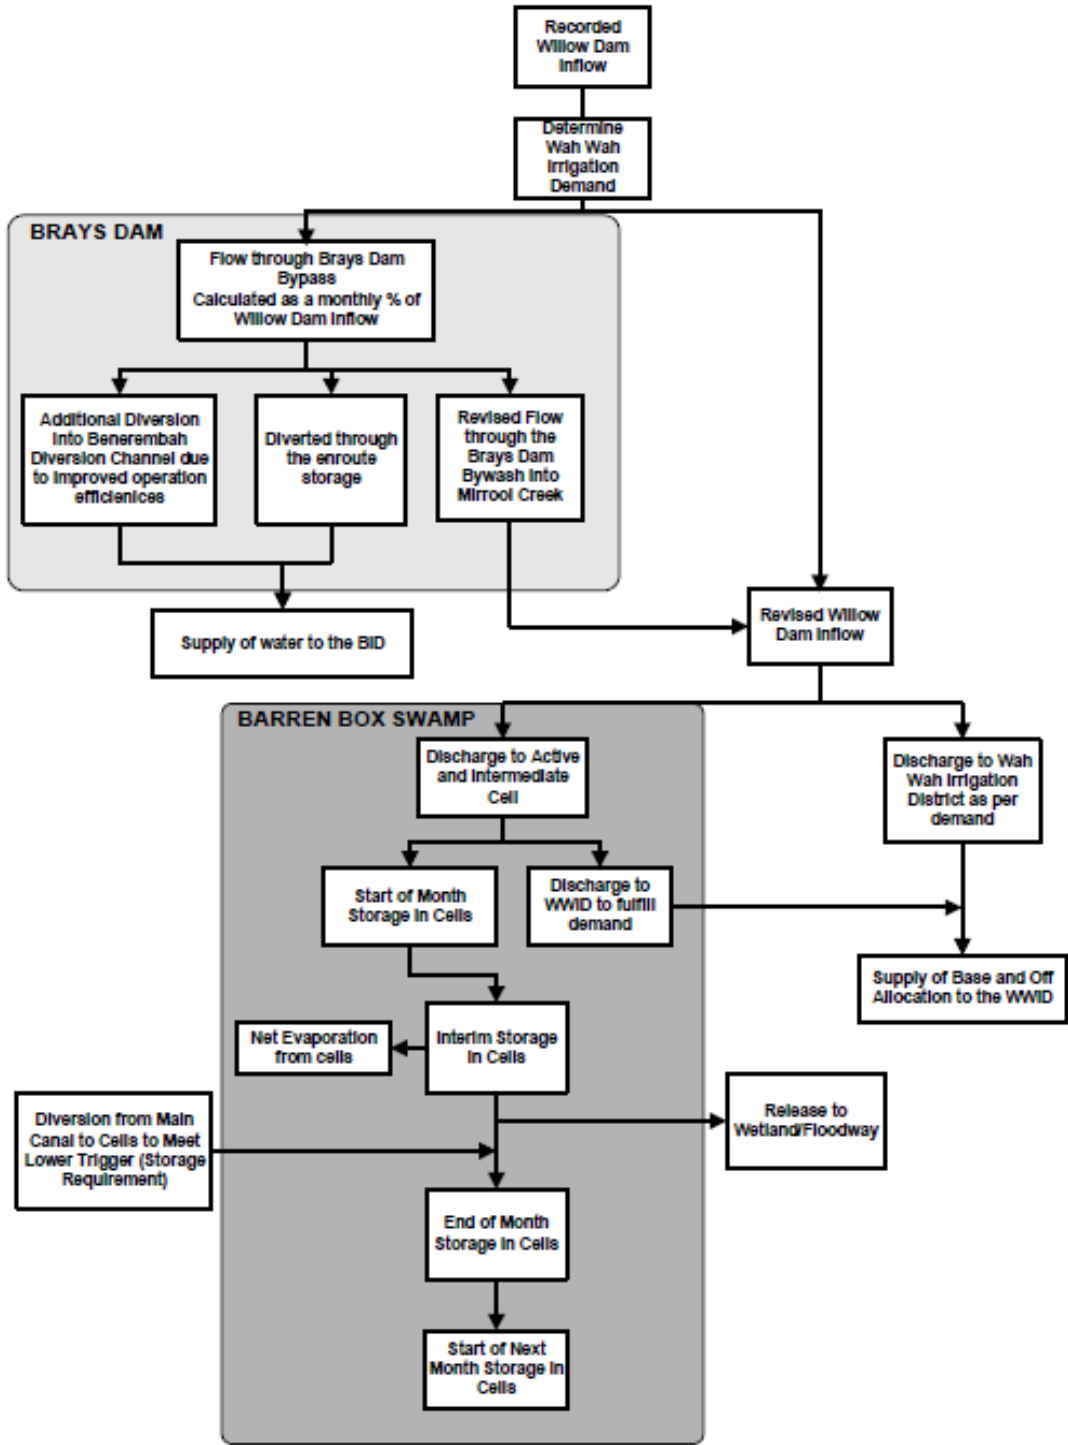 Recorded
Willow Dam
Inflow
Determine
Wah Wah
Irrigation
Demand
BRAYS DAM
Flow through Brays Dam
Bypass
Calculated as a monthly % of
Willow Dam Inflow
Additional Diversion
into Benerembah
Diversion Channel due
to improved operation
efficienices
Diverted through
the enroute
storage
Revised Flow
through the
Brays Dam
Bywash into
Mirrool Creek
Supply of water to the BID
Revised Willow
Dam Inflow
BARREN BOX SWAMP
Discharge to Active
and Intermediate
Cell
Discharge to Wah
Wah Irrigation
District as per
demand
Start of Month
Storage in Cells
Discharge to
WWID to fulfill
demand
Supply of Base and Off
Allocation to the WWID
Net Evaporation
from cells
Interim Storage
in Cells
Diversion from Main
Canal to Cells to Meet
Lower Trigger (Storage
Requirement)
Release to
Wetland/Floodway
End of Month
Storage in Cells
Start of Next
Month Storage in
Cells